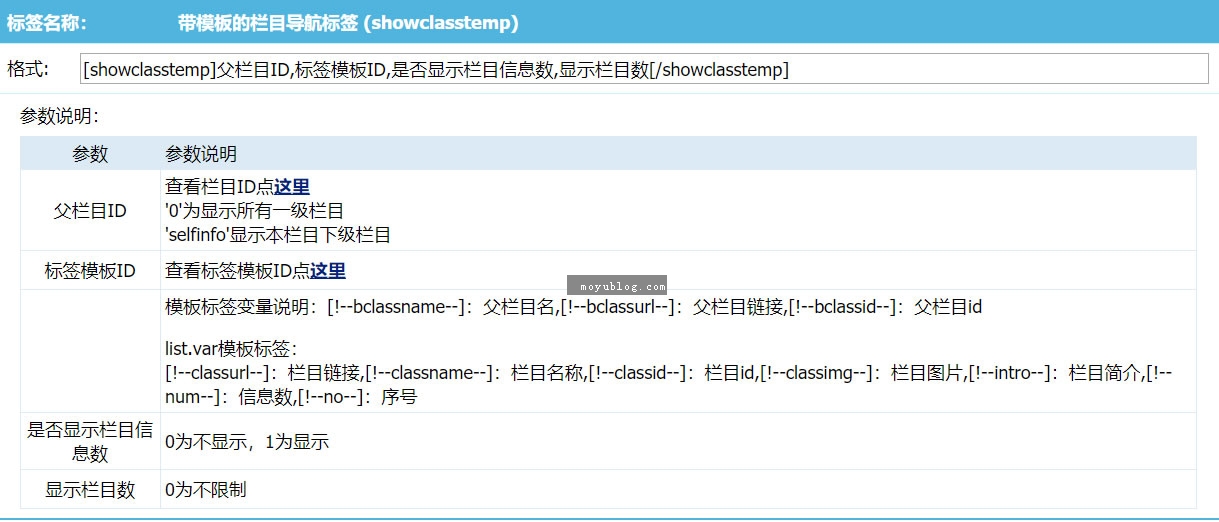 标签名称： 带模板的栏目导航标签 (showclasstemp)
格式: [showclasstemp]父栏目ID,标签模板ID,是否显示栏目信息数,显示栏目数[/showclasstemp]
参数说明：
参数 参数说明
父栏目ID
查看栏目ID点这里
'0'为显示所有一级栏目
'selfinfo'显示本栏目下级栏目
标签模板ID 查看标签模板ID点这里
moyublog.com
模板标签变量说明：[!--bclassname--]：父栏目名,[!--bclassurl--]：父栏目链接,[!--bclassid--]：父栏目id
list.var模板标签：
[!--classurl--]：栏目链接,[!--classname--]：栏目名称,[!--classid--]：栏目id,[!--classimg--]：栏目图片,[!--intro--]：栏目简介,[!--
num--]：信息数,[!--no--]：序号
是否显示栏目信
息数
0为不显示，1为显示
显示栏目数 0为不限制